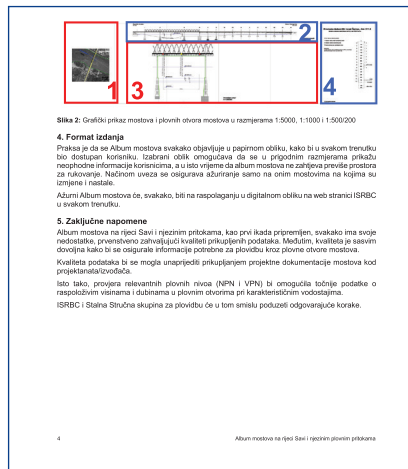 1
2
3
4
Slika 2: Grafički prikaz mostova i plovnih otvora mostova u razmjerama 1:5000, 1:1000 i 1:500/200
4. Format izdanja
Praksa je da se Album mostova svakako objavljuje u papirnom obliku, kako bi u svakom trenutku
bio dostupan korisniku. Izabrani oblik omogućava da se u prigodnim razmjerama prikažu
neophodne informacije korisnicima, a u isto vrijeme da album mostova ne zahtjeva previše prostora
za rukovanje. Načinom uveza se osigurava ažuriranje samo na onim mostovima na kojima su
izmjene i nastale.
Ažurni Album mostova će, svakako, biti na raspolaganju u digitalnom obliku na web stranici ISRBC
u svakom trenutku.
5. Zaključne napomene
Album mostova na rijeci Savi i njezinim pritokama, kao prvi ikada pripremljen, svakako ima svoje
nedostatke, prvenstveno zahvaljujući kvaliteti prikupljenih podataka. Međutim, kvaliteta je sasvim
dovoljna kako bi se osigurale informacije potrebne za plovidbu kroz plovne otvore mostova.
Kvaliteta podataka bi se mogla unaprijediti prikupljanjem projektne dokumentacije mostova kod
projektanata/izvođača.
Isto tako, provjera relevantnih plovnih nivoa (NPN i VPN) bi omogućila točnije podatke o
raspoloživim visinama i dubinama u plovnim otvorima pri karakterističnim vodostajima.
ISRBC i Stalna Stručna skupina za plovidbu će u tom smislu poduzeti odgovarajuće korake.
4
Album mostova na rijeci Savi i njezinim plovnim pritokama